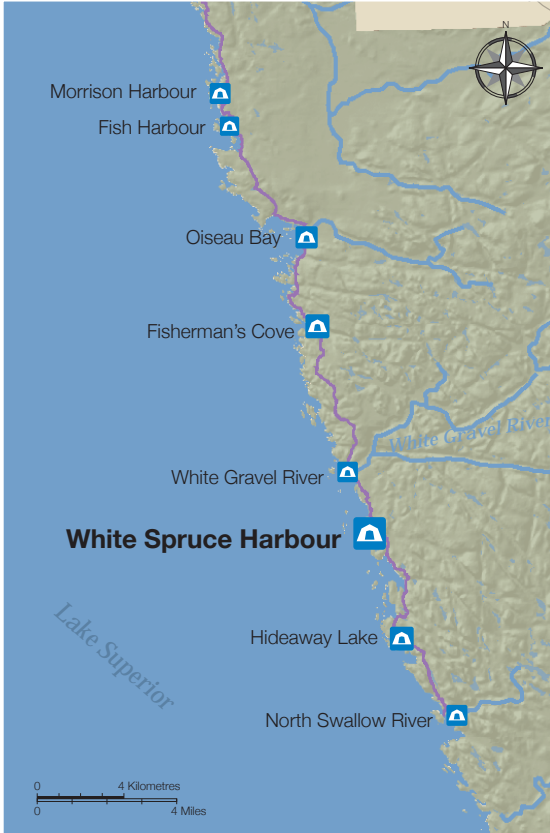 N
Morrison Harbour
Fish Harbour
Oiseau Bay
Fisherman's Cove
White Gravel River
White Gravel River
White Spruce Harbour
Lake Superior
Hideaway Lake
North Swallow River
0 4 Kilometres
0 4 Miles